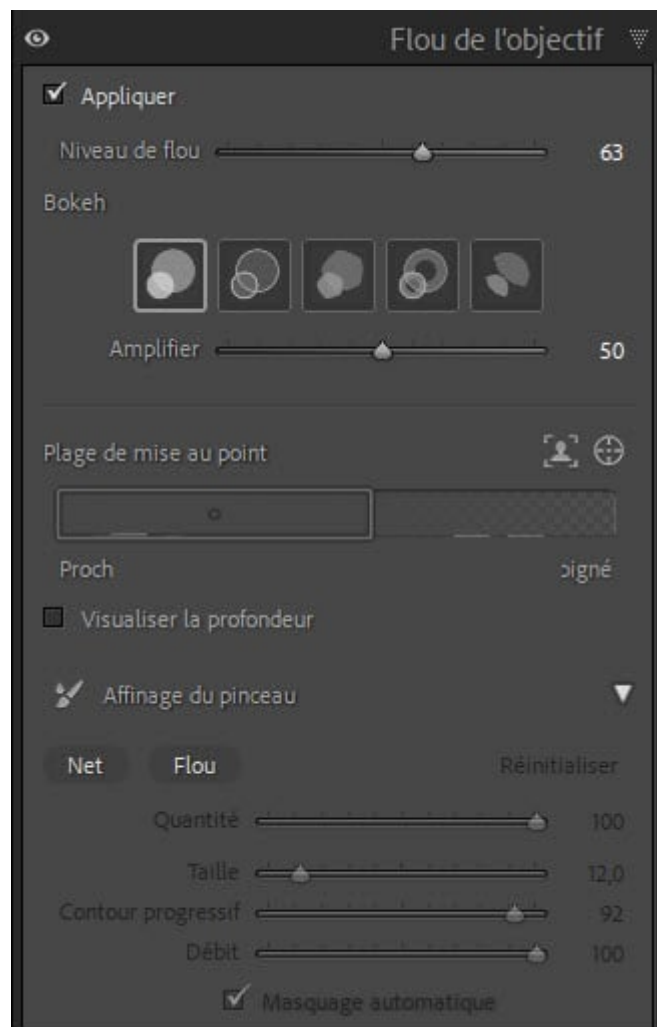 Flou de l'objectif
Appliquer
Niveau de flou 63
Bokeh
Amplifier 50
Plage de mise au point
Proch oigné
Visualiser la profondeur
Affinage du pinceau
Net Flou Réinitialiser
Quantité 100
Taille 12,0
Contour progressif 92
Débit 100
Masquage automatique